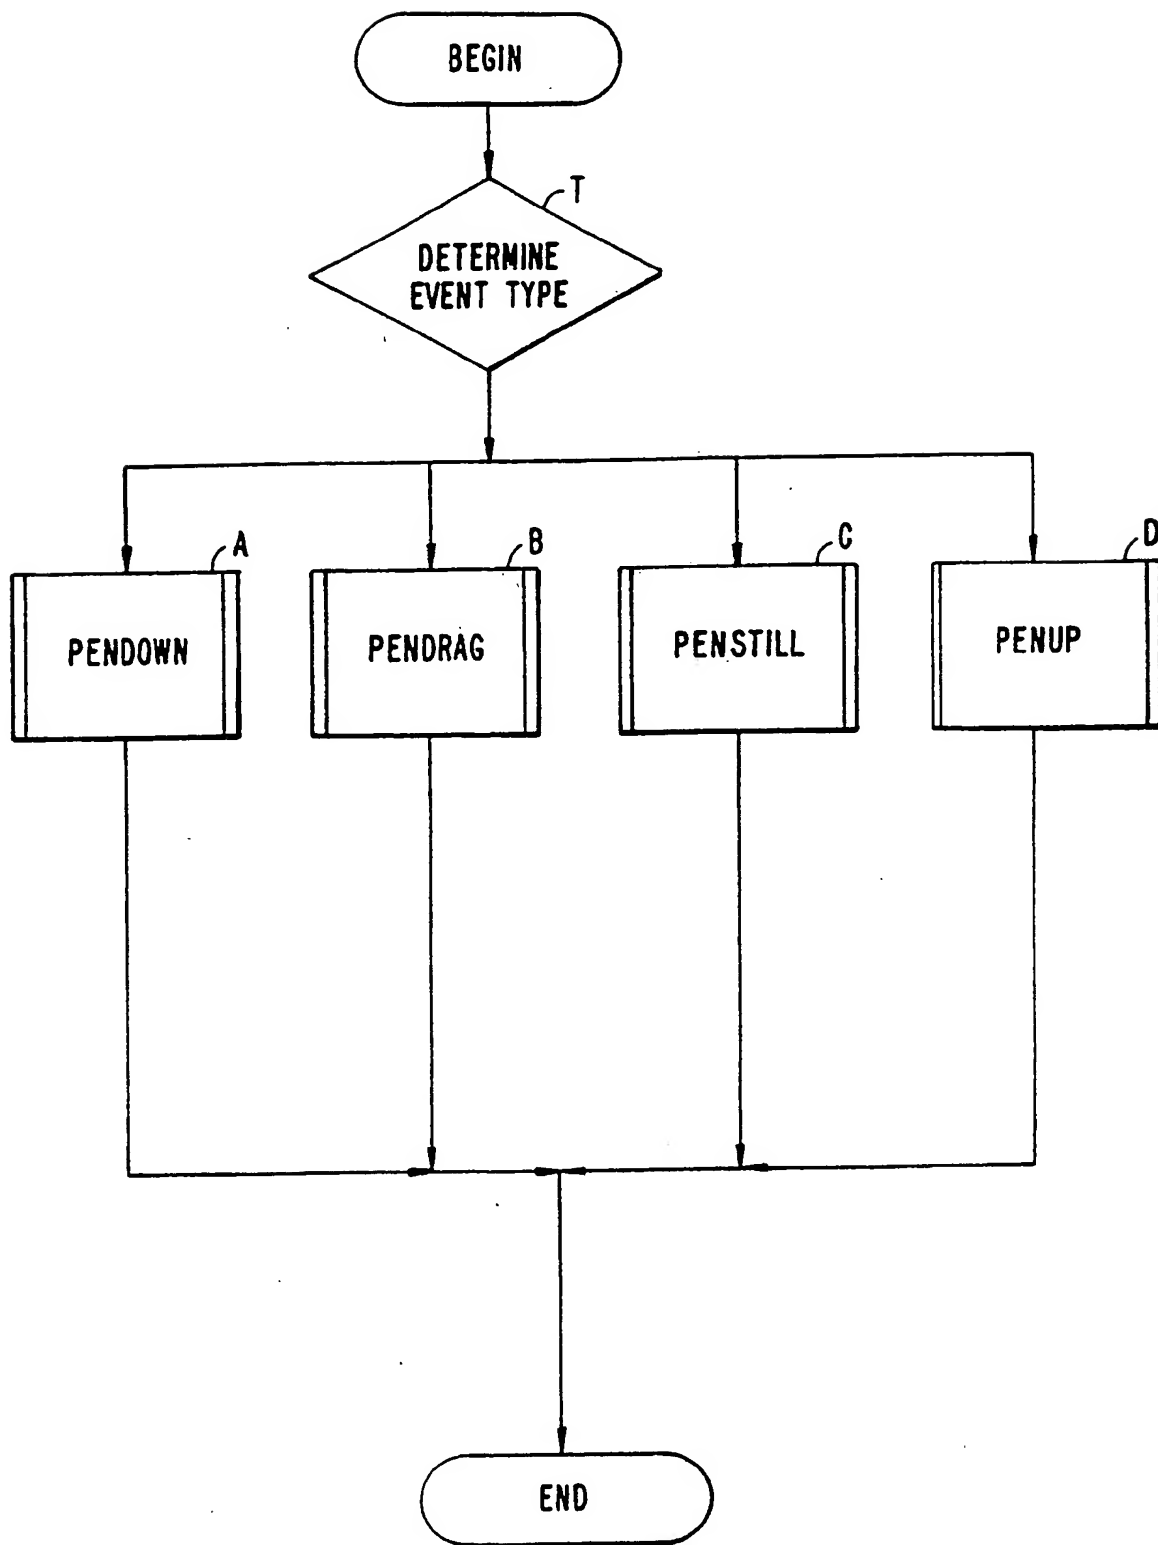 BEGIN
T
DETERMINE
EVENT TYPE
A
B
C
D
PENDOWN
PENDRAG
PENSTILL
PENUP
END